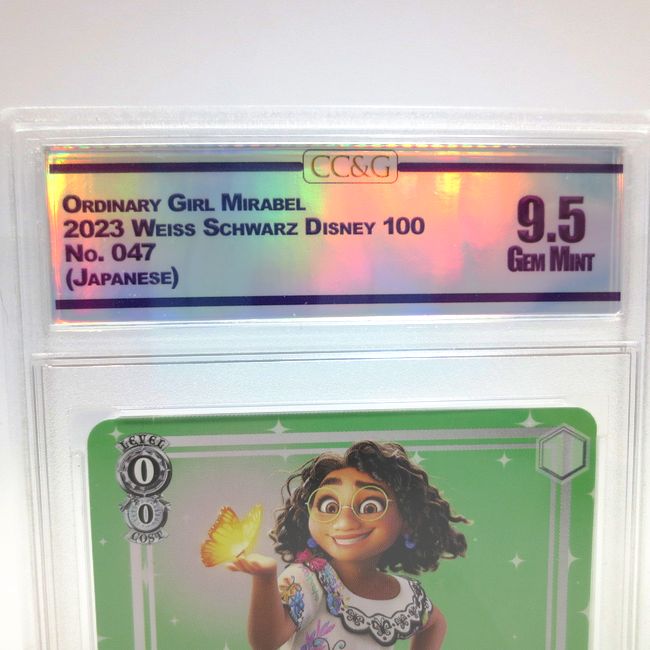 CC&G
ORDINARY GIRL MIRABEL
2023 WEISS SCHWARZ DISNEY 100
NO. 047
(JAPANESE)
9.5
GEM MINT
LEVEL
0
0
COST